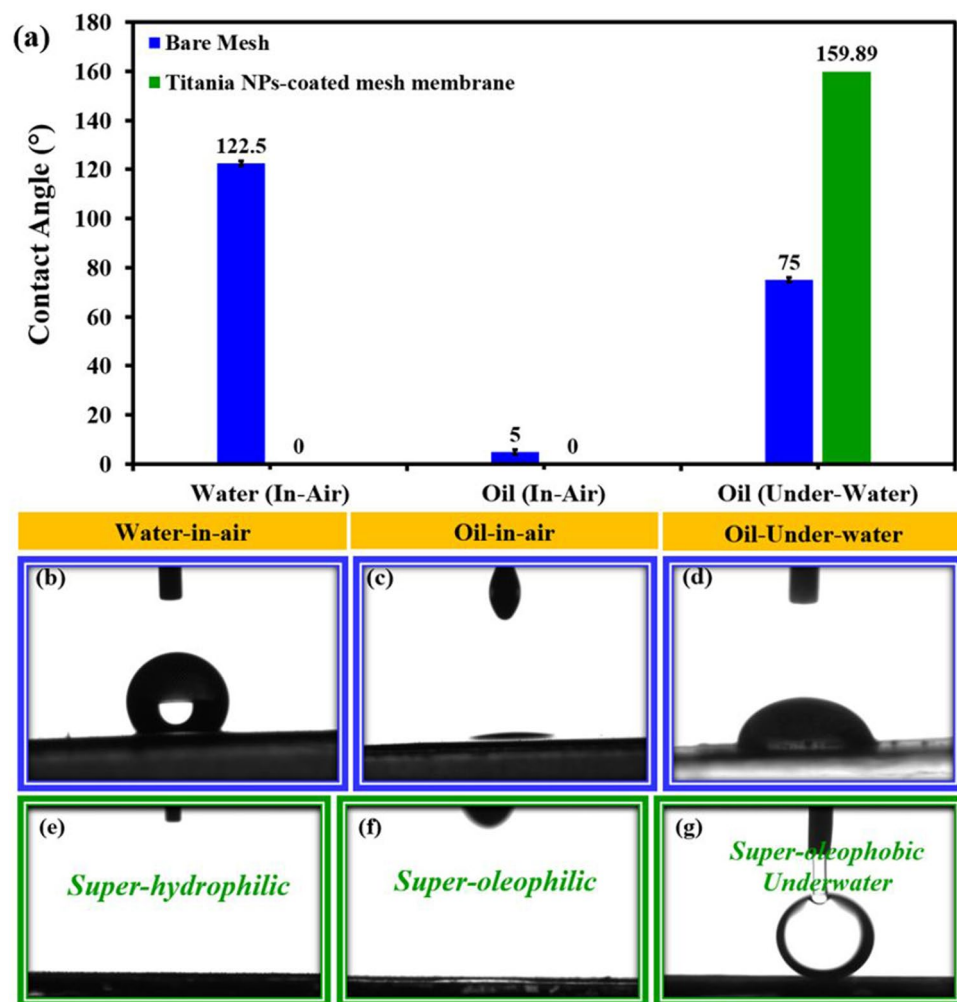 (a)
180
160
140
120
100
80
60
40
20
0
Contact Angle (°)
Bare Mesh
Titania NPs-coated mesh membrane
122.5
0
5
0
75
159.89
Water (In-Air)
Oil (In-Air)
Oil (Under-Water)
Water-in-air
Oil-in-air
Oil-Under-water
(b)
(c)
(d)
(e)
Super-hydrophilic
(f)
Super-oleophilic
(g)
Super-oleophobic
Underwater